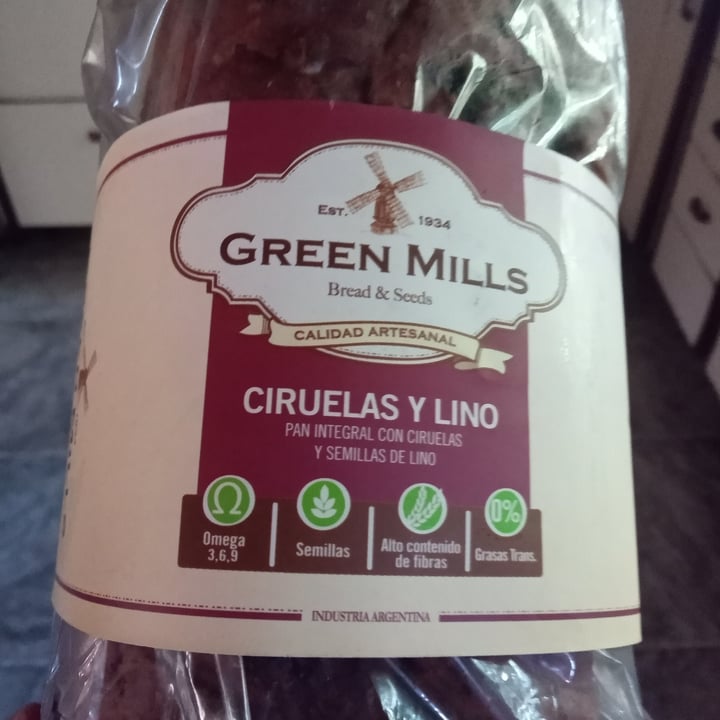 EST. 1934
GREEN MILLS
Bread & Seeds
CALIDAD ARTESANAL
CIRUELAS Y LINO
PAN INTEGRAL CON CIRUELAS
Y SEMILLAS DE LINO
Omega
3,6,9
Semillas
Alto contenido
de fibras
0%
Grasas Trans.
INDUSTRIA ARGENTINA